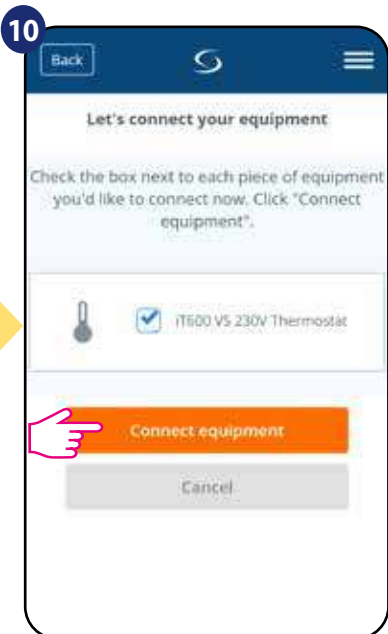 10
Back
Let's connect your equipment
Check the box next to each piece of equipment
you'd like to connect now. Click "Connect
equipment".
iT600 VS 230V Thermostat
Connect equipment
Cancel